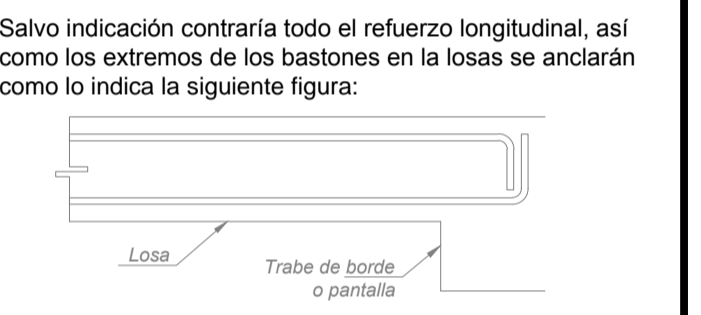 Salvo indicación contraría todo el refuerzo longitudinal, así
como los extremos de los bastones en la losas se anclarán
como lo indica la siguiente figura:
Losa
Trabe de borde
o pantalla